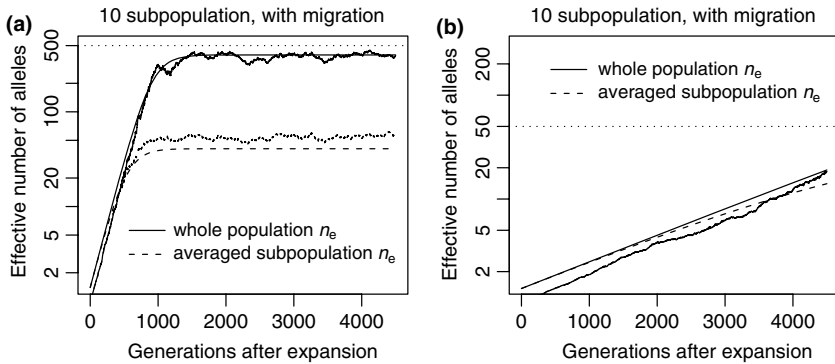 (a)
10 subpopulation, with migration
Effective number of alleles
500
100
50
20
10
5
2
whole population nₑ
averaged subpopulation nₑ
0 1000 2000 3000 4000
Generations after expansion
(b)
10 subpopulation, with migration
Effective number of alleles
200
50
20
10
5
2
whole population nₑ
averaged subpopulation nₑ
0 1000 2000 3000 4000
Generations after expansion